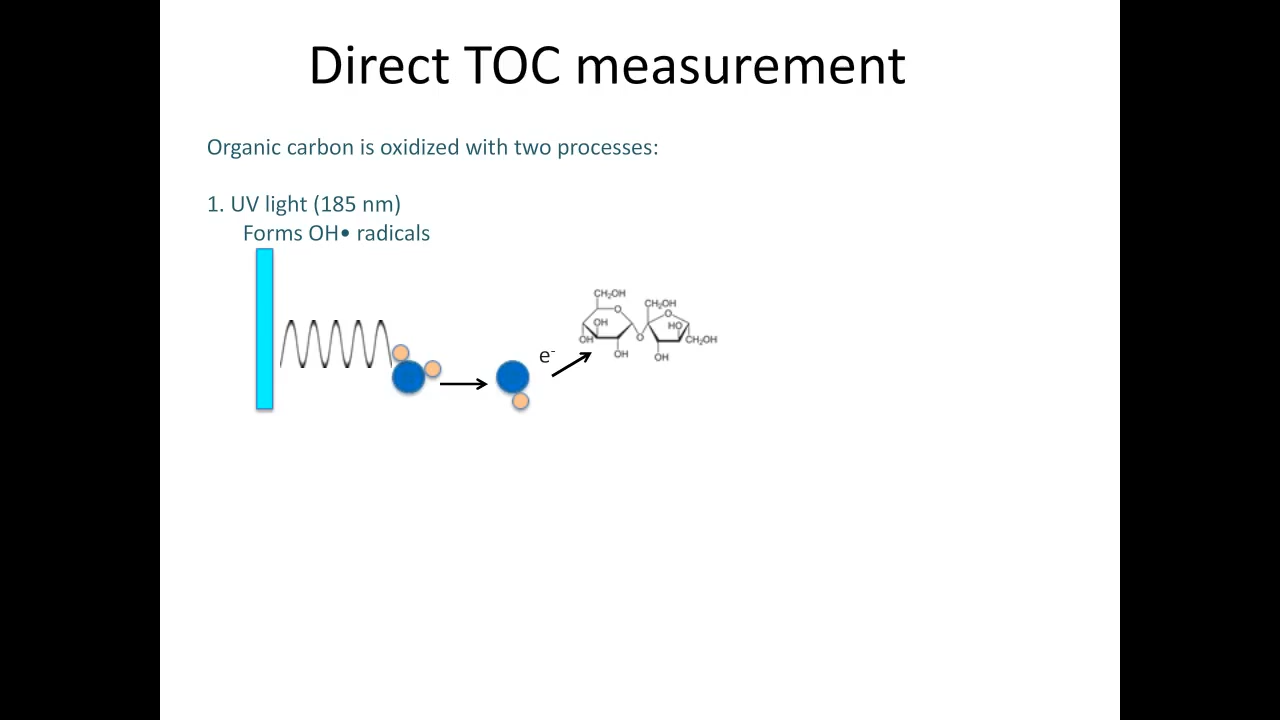 Direct TOC measurement
Organic carbon is oxidized with two processes:
1. UV light (185 nm)
Forms OH• radicals
e⁻
CH₂OH
O
OH
OH
OH
O
CH₂OH
O
HO
CH₂OH
OH